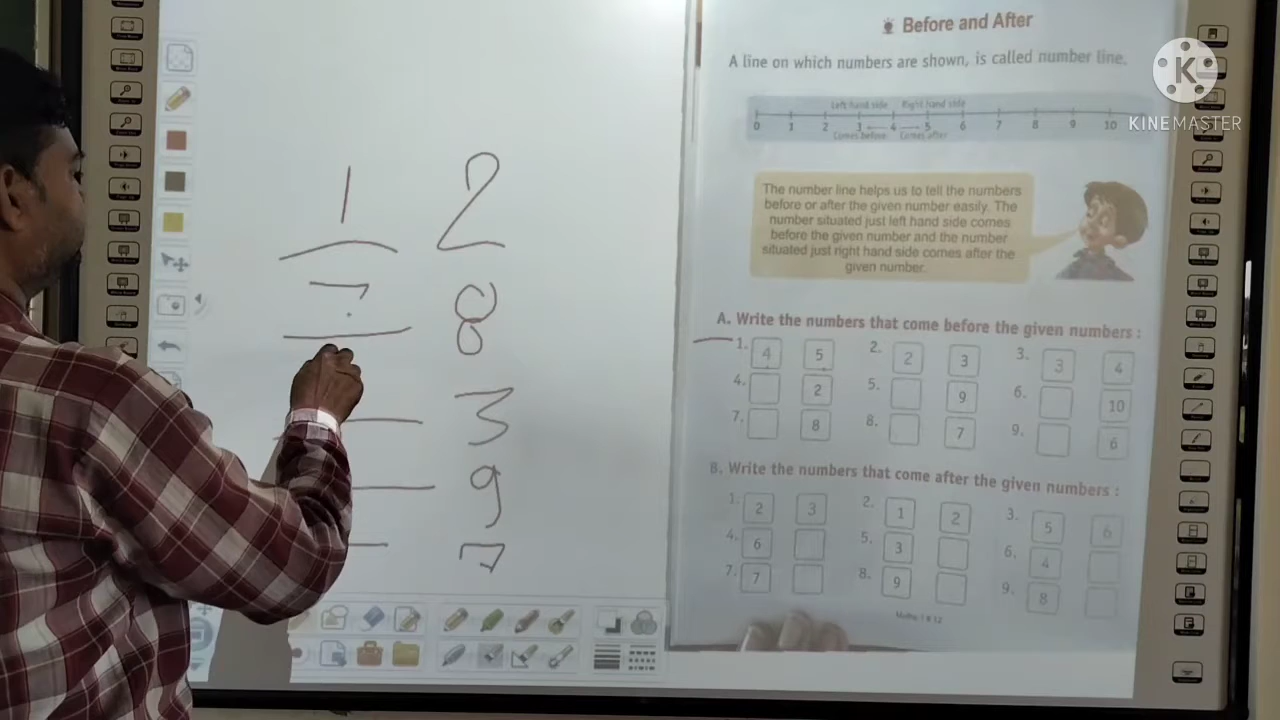 1 2
7 8
3
9
7
Before and After
A line on which numbers are shown, is called number line.
Left hand side Right hand side
0 1 2 3 4 5 6 7 8 9 10
Comes before Comes after
The number line helps us to tell the numbers
before or after the given number easily. The
number situated just left hand side comes
before the given number and the number
situated just right hand side comes after the
given number.
A. Write the numbers that come before the given numbers :
1. 4 5 2. 2 3 3. 3 4
4. 2 5. 9 6. 10
7. 8 8. 7 9. 6
B. Write the numbers that come after the given numbers :
1. 2 3 2. 1 2 3. 5 6
4. 6 5. 3 6. 4
7. 7 8. 9 9. 8
K
KINEMASTER